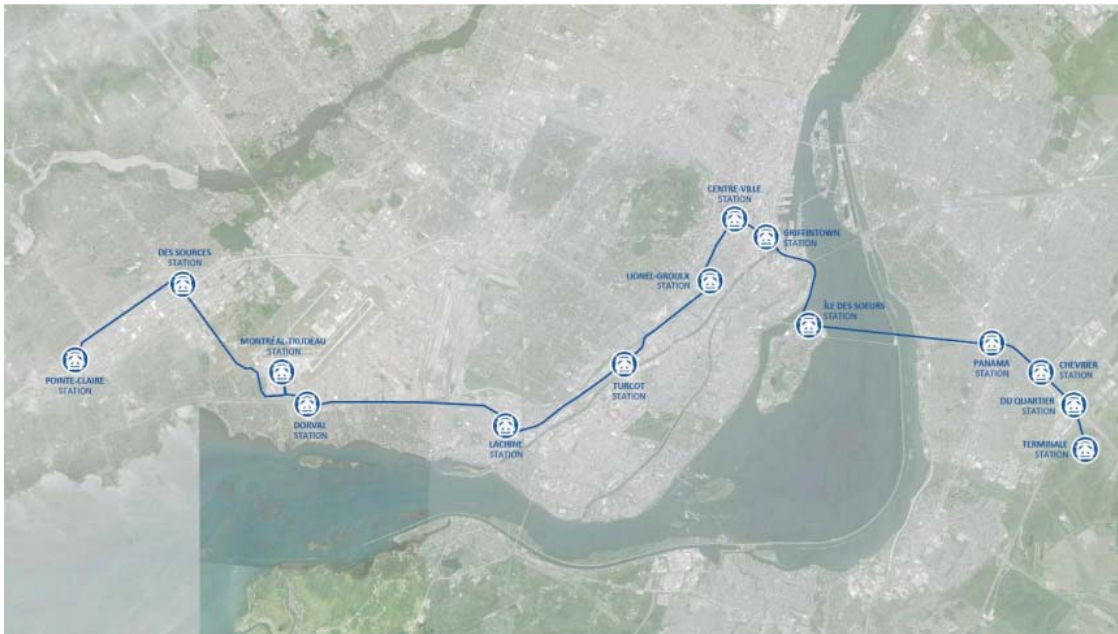 CENTRE-VILLE
STATION
GRIFFINTOWN
STATION
DES SOURCES
STATION
LIONEL-GROULX
STATION
ÎLE DES SOEURS
STATION
MONTRÉAL-TRUDEAU
STATION
POINTE-CLAIRE
STATION
PANAMA
STATION
CHEVRIER
STATION
TURCOT
STATION
DU QUARTIER
STATION
DORVAL
STATION
LACHINE
STATION
TERMINALE
STATION